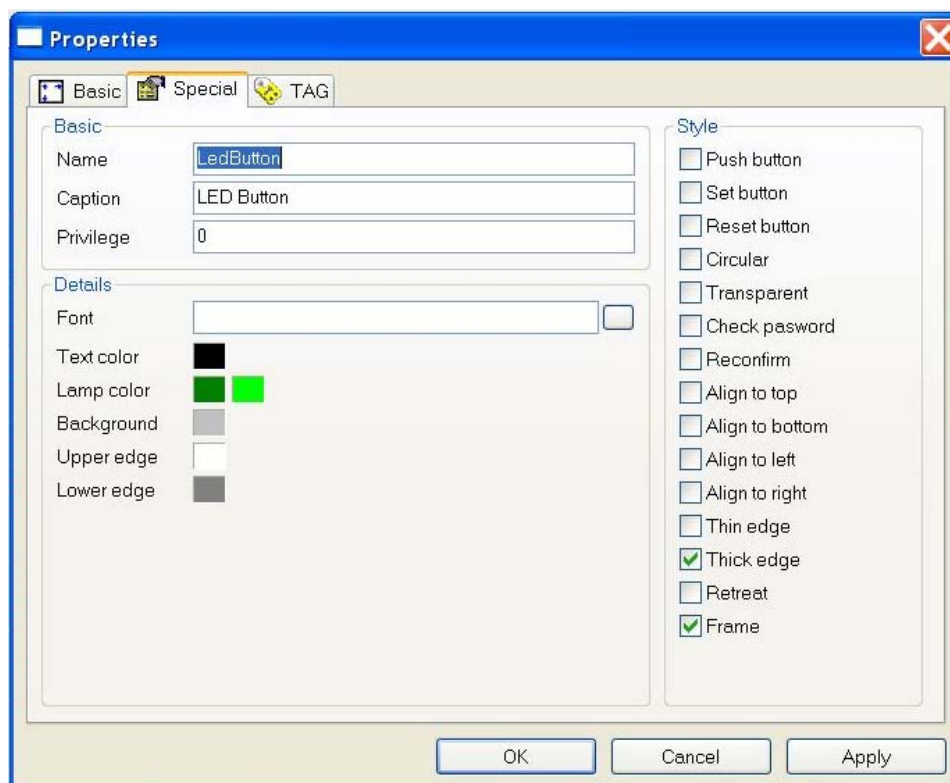 Properties
Basic
Special
TAG
Basic
Name
LedButton
Caption
LED Button
Privilege
0
Details
Font
Text color
Lamp color
Background
Upper edge
Lower edge
Style
Push button
Set button
Reset button
Circular
Transparent
Check pasword
Reconfirm
Align to top
Align to bottom
Align to left
Align to right
Thin edge
Thick edge
Retreat
Frame
OK
Cancel
Apply